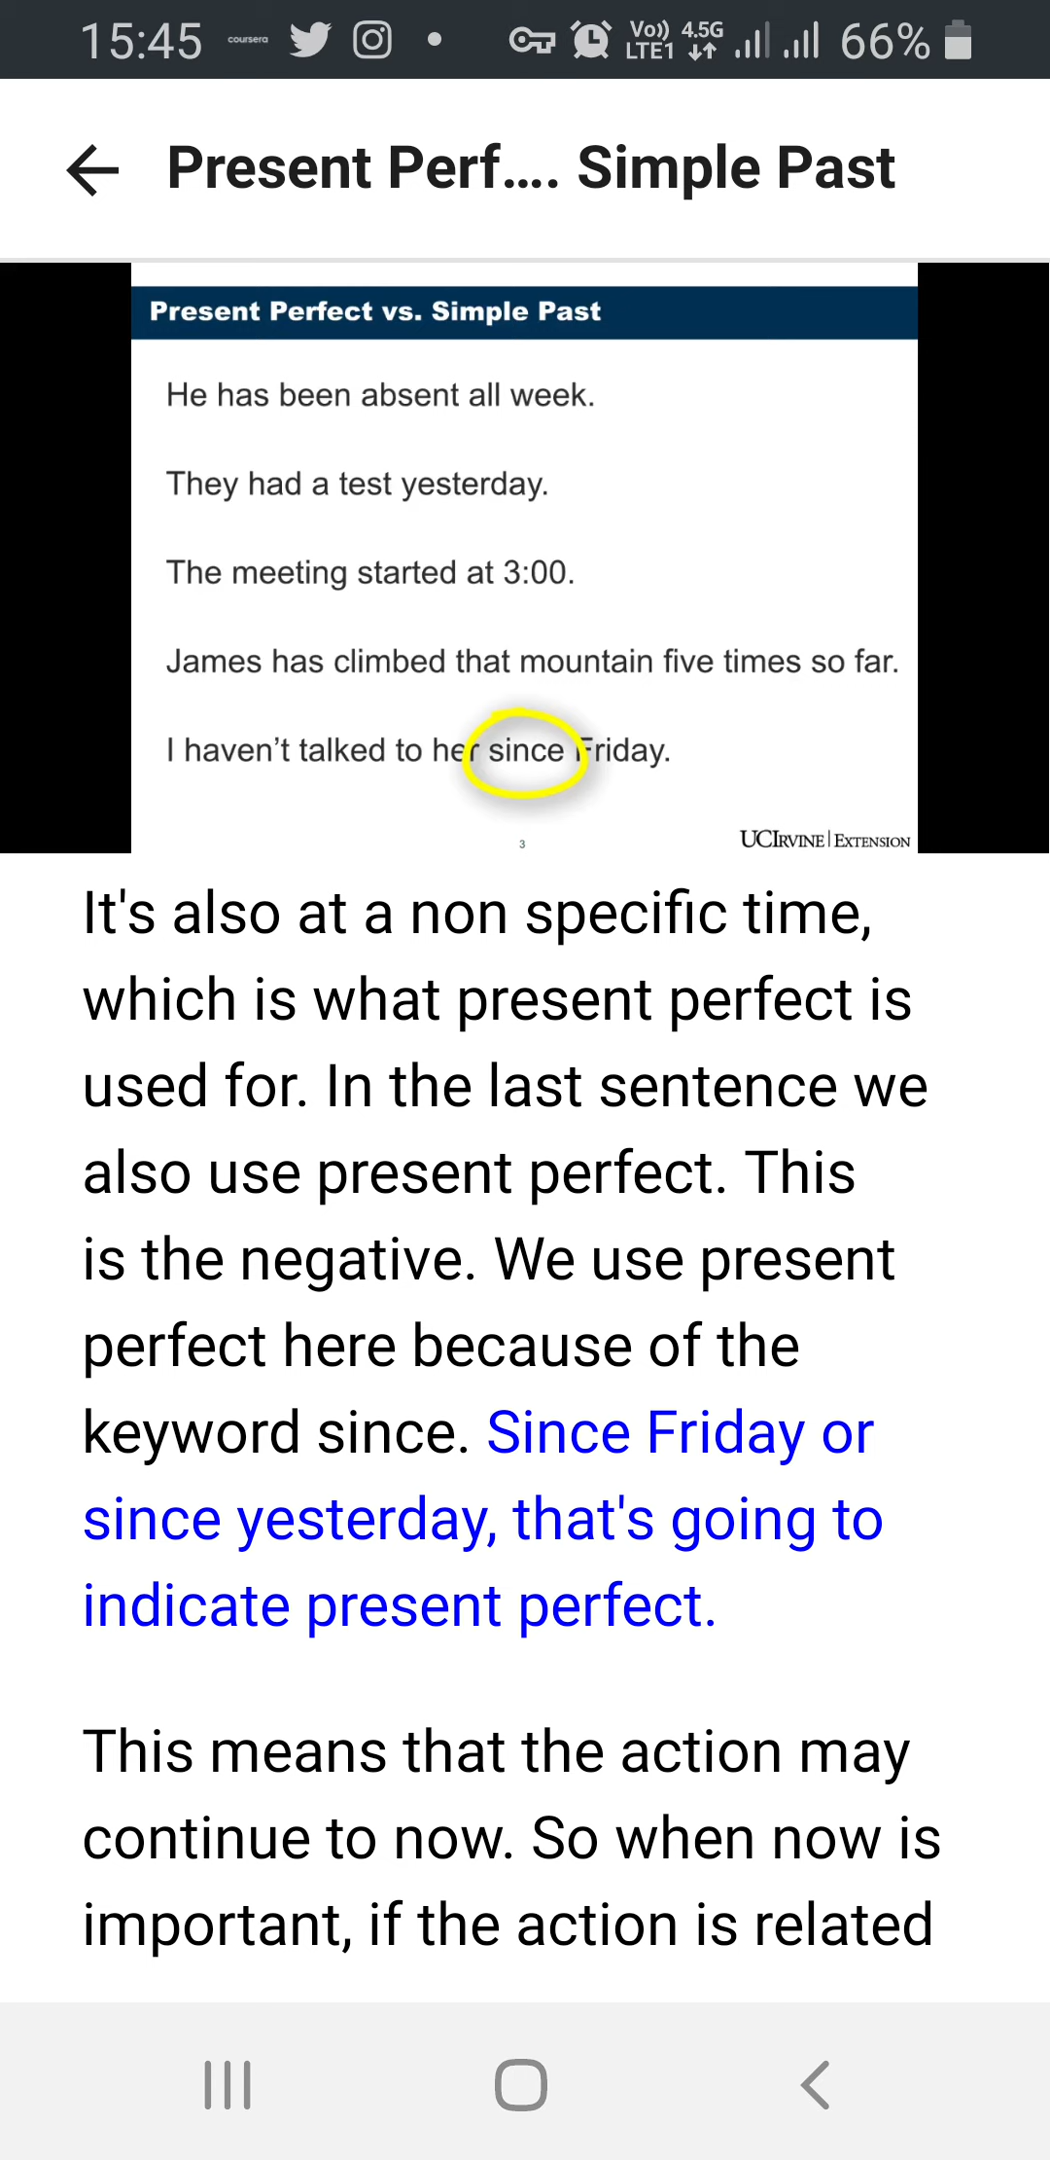 15:45 coursera Vo)) LTE1 4.5G 66%
Present Perf.... Simple Past
Present Perfect vs. Simple Past
He has been absent all week.
They had a test yesterday.
The meeting started at 3:00.
James has climbed that mountain five times so far.
I haven't talked to her since Friday.
3
UCIRVINE | EXTENSION
It's also at a non specific time,
which is what present perfect is
used for. In the last sentence we
also use present perfect. This
is the negative. We use present
perfect here because of the
keyword since. Since Friday or
since yesterday, that's going to
indicate present perfect.
This means that the action may
continue to now. So when now is
important, if the action is related